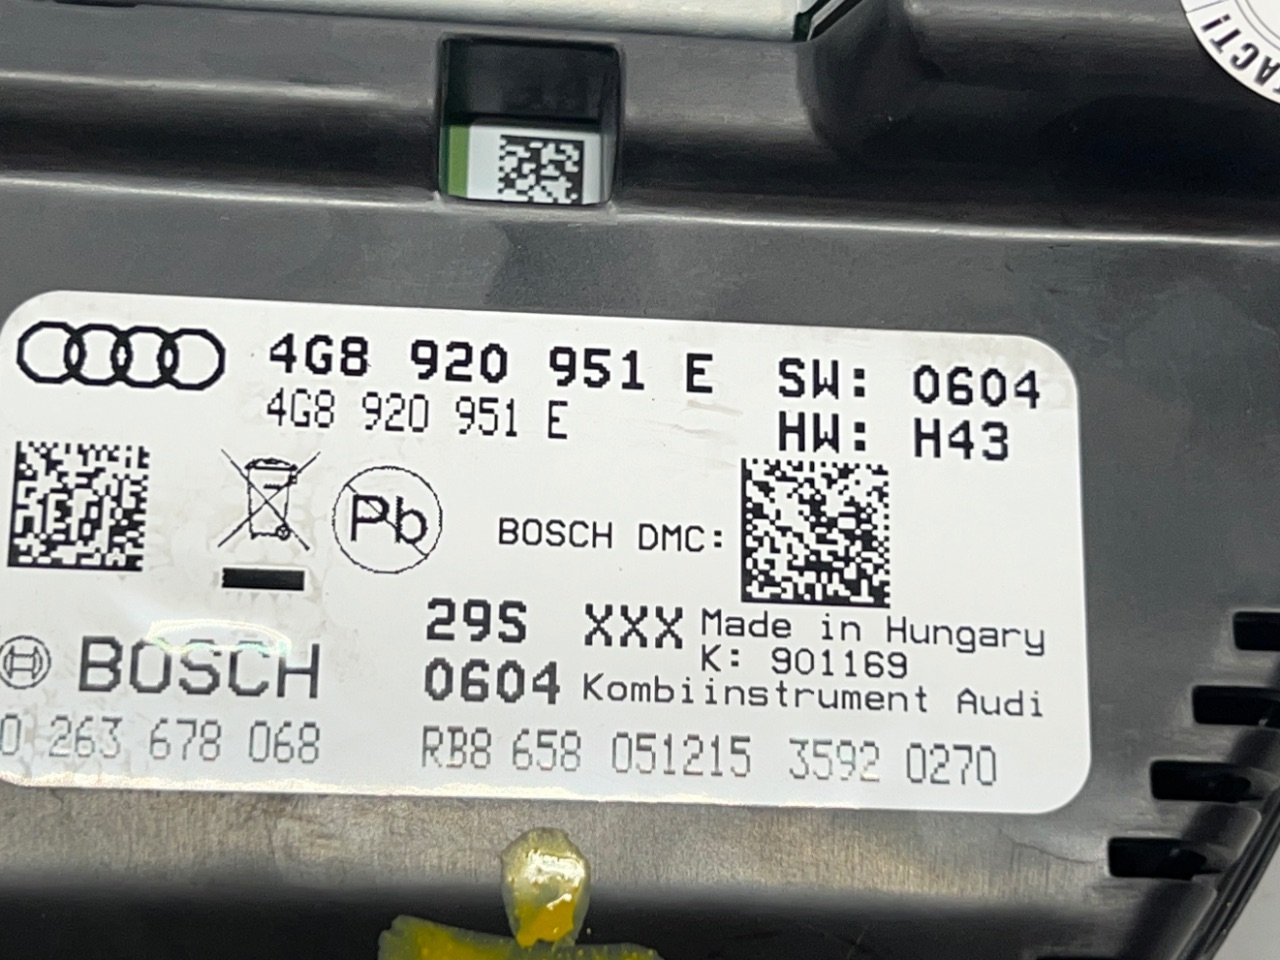 ACT!
4G8 920 951 E SW: 0604
4G8 920 951 E HW: H43
Pb
BOSCH DMC:
29S XXX Made in Hungary
K: 901169
BOSCH 0604 Kombiinstrument Audi
0 263 678 068 RB8 658 051215 3592 0270